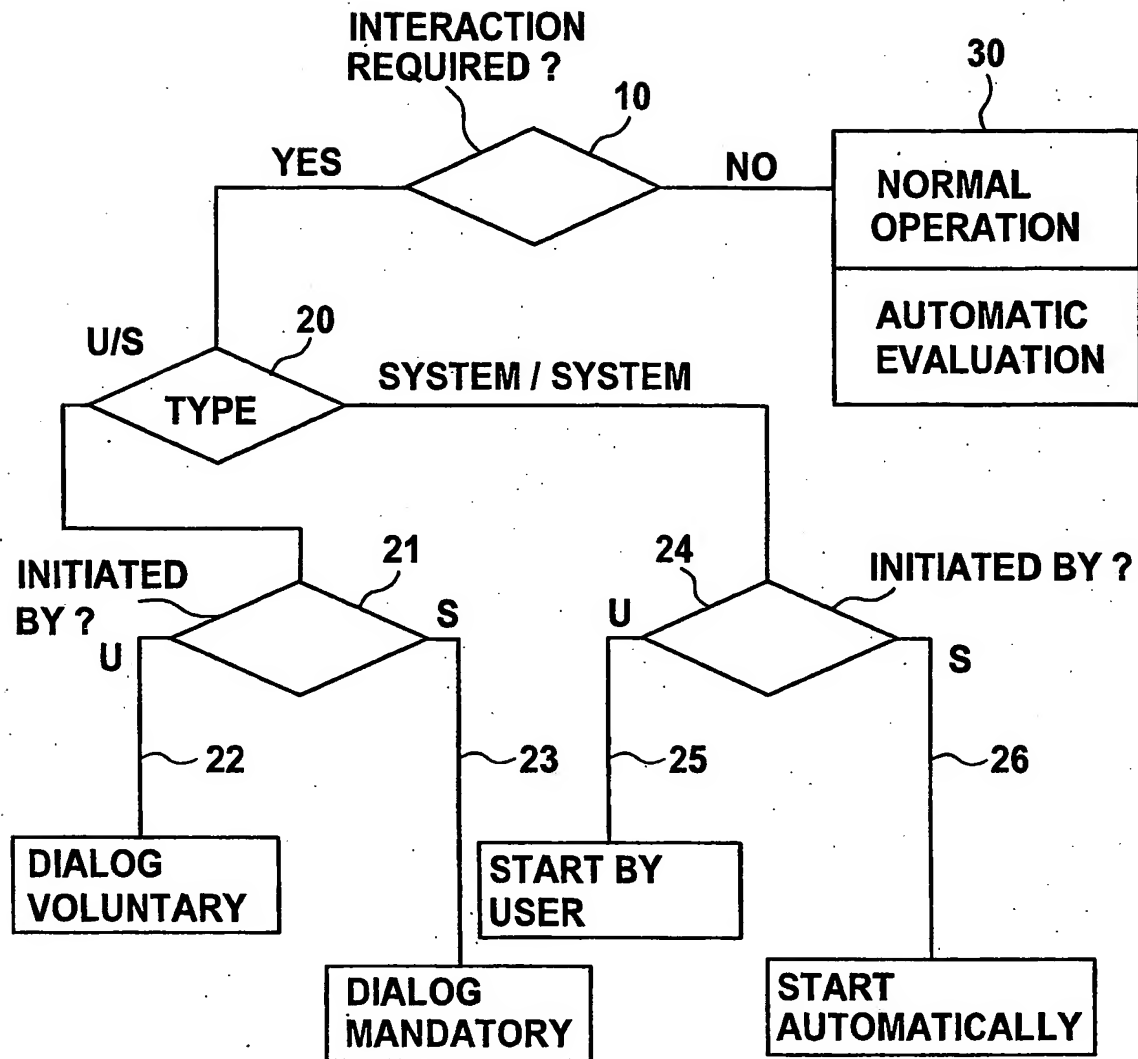 INTERACTION
REQUIRED ?
10
30
YES
NO
NORMAL
OPERATION
AUTOMATIC
EVALUATION
U/S
20
TYPE
SYSTEM / SYSTEM
INITIATED
BY ?
21
U
S
24
INITIATED BY ?
U
S
22
23
25
26
DIALOG
VOLUNTARY
DIALOG
MANDATORY
START BY
USER
START
AUTOMATICALLY